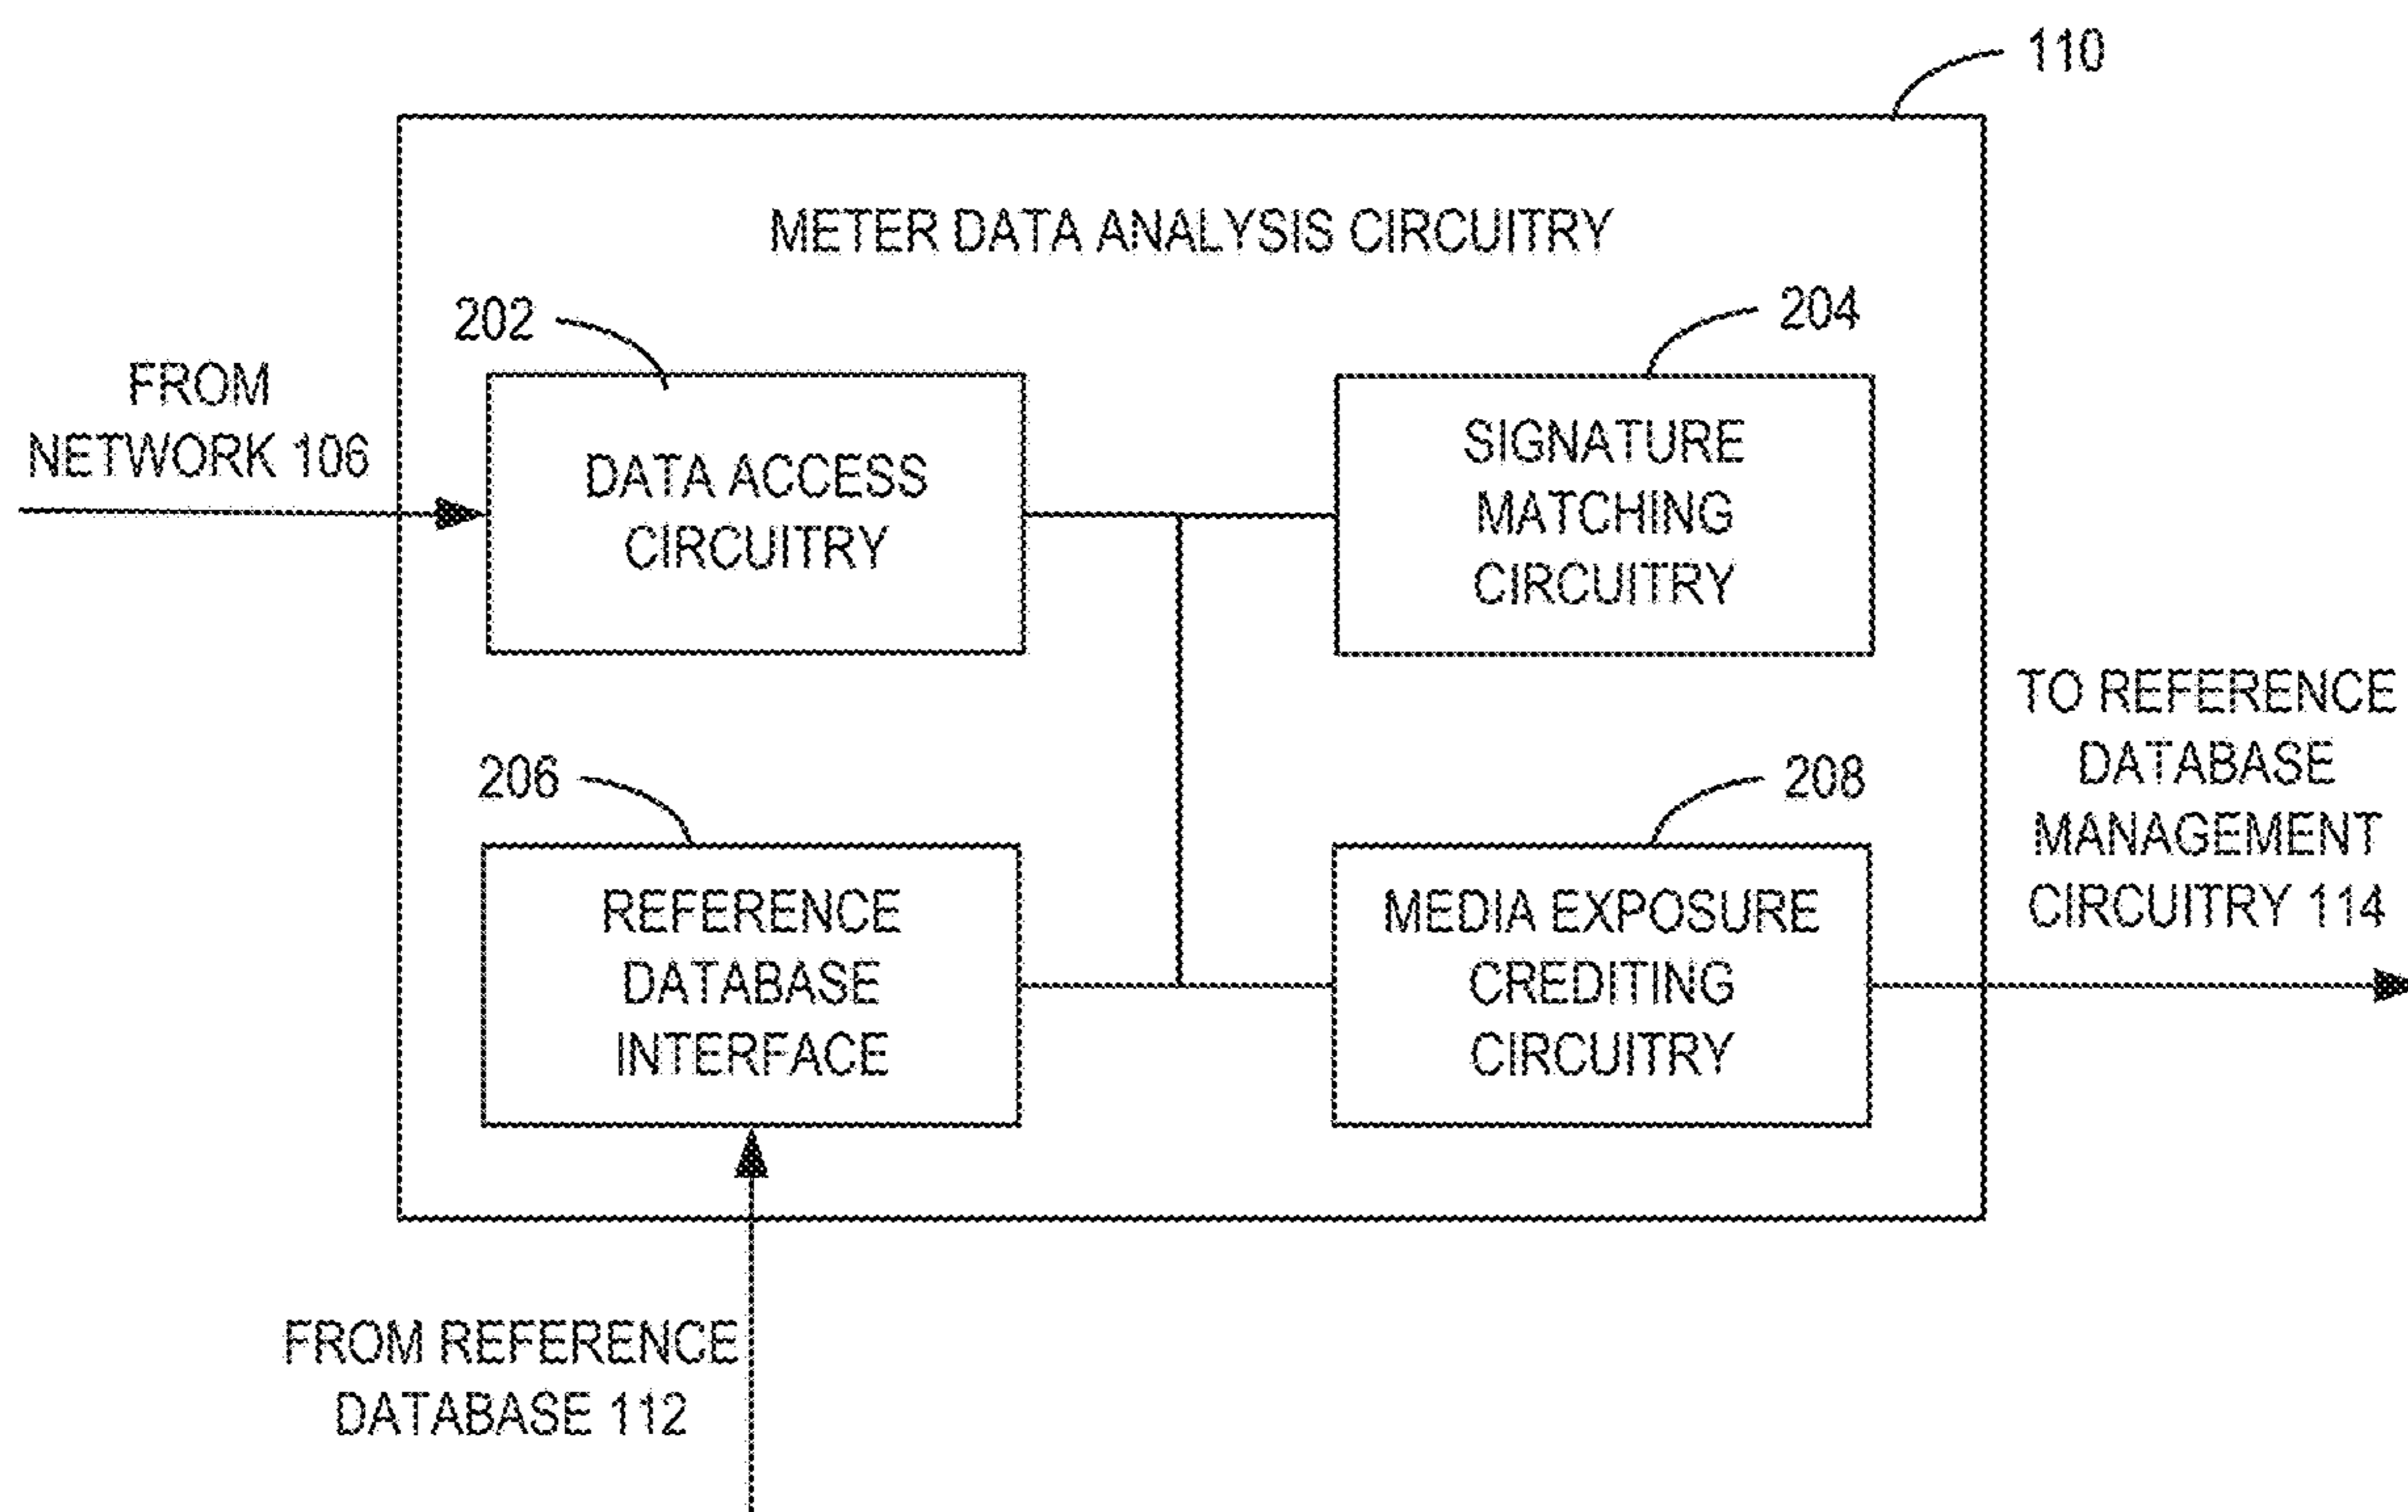 110
METER DATA ANALYSIS CIRCUITRY
202
204
FROM
NETWORK 106
DATA ACCESS
CIRCUITRY
SIGNATURE
MATCHING
CIRCUITRY
206
208
REFERENCE
DATABASE
INTERFACE
MEDIA EXPOSURE
CREDITING
CIRCUITRY
TO REFERENCE
DATABASE
MANAGEMENT
CIRCUITRY 114
FROM REFERENCE
DATABASE 112